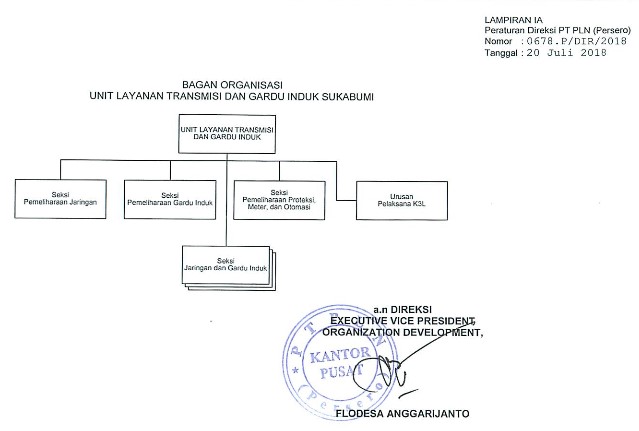 LAMPIRAN IA
Peraturan Direksi PT PLN (Persero)
Nomor : 0678.P/DIR/2018
Tanggal : 20 Juli 2018
BAGAN ORGANISASI
UNIT LAYANAN TRANSMISI DAN GARDU INDUK SUKABUMI
UNIT LAYANAN TRANSMISI
DAN GARDU INDUK
Seksi
Pemeliharaan Jaringan
Seksi
Pemeliharaan Gardu Induk
Seksi
Pemeliharaan Proteksi,
Meter, dan Otomasi
Urusan
Pelaksana K3L
Seksi
Jaringan dan Gardu Induk
a.n DIREKSI
EXECUTIVE VICE PRESIDENT
ORGANIZATION DEVELOPMENT,
PT PLN
KANTOR
PUSAT
(Persero)
FLODESA ANGGARIJANTO